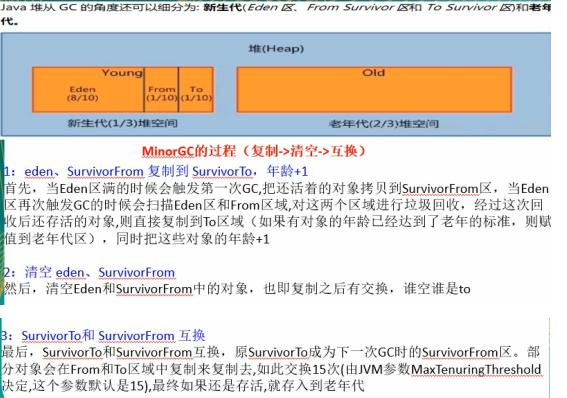 Java 堆从 GC 的角度还可以细分为: 新生代(Eden 区、From Survivor 区和 To Survivor 区)和老年
代。
堆(Heap)
Young
Old
Eden
(8/10)
From
(1/10)
To
(1/10)
新生代(1/3)堆空间
老年代(2/3)堆空间
MinorGC的过程（复制->清空->互换）
1：eden、SurvivorFrom 复制到 SurvivorTo，年龄+1
首先，当Eden区满的时候会触发第一次GC,把还活着的对象拷贝到SurvivorFrom区，当Eden
区再次触发GC的时候会扫描Eden区和From区域,对这两个区域进行垃圾回收，经过这次回
收后还存活的对象,则直接复制到To区域（如果有对象的年龄已经达到了老年的标准，则赋
值到老年代区），同时把这些对象的年龄+1
2：清空 eden、SurvivorFrom
然后，清空Eden和SurvivorFrom中的对象，也即复制之后有交换，谁空谁是to
3：SurvivorTo和 SurvivorFrom 互换
最后，SurvivorTo和SurvivorFrom互换，原SurvivorTo成为下一次GC时的SurvivorFrom区。部
分对象会在From和To区域中复制来复制去,如此交换15次(由JVM参数MaxTenuringThreshold
决定,这个参数默认是15),最终如果还是存活,就存入到老年代